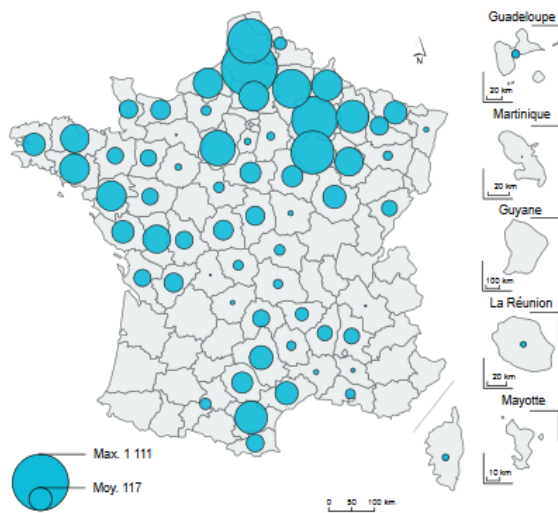 Guadeloupe
N
20 km
Martinique
20 km
Guyane
100 km
La Réunion
20 km
Mayotte
10 km
Max. 1 111
Moy. 117
0 50 100 km